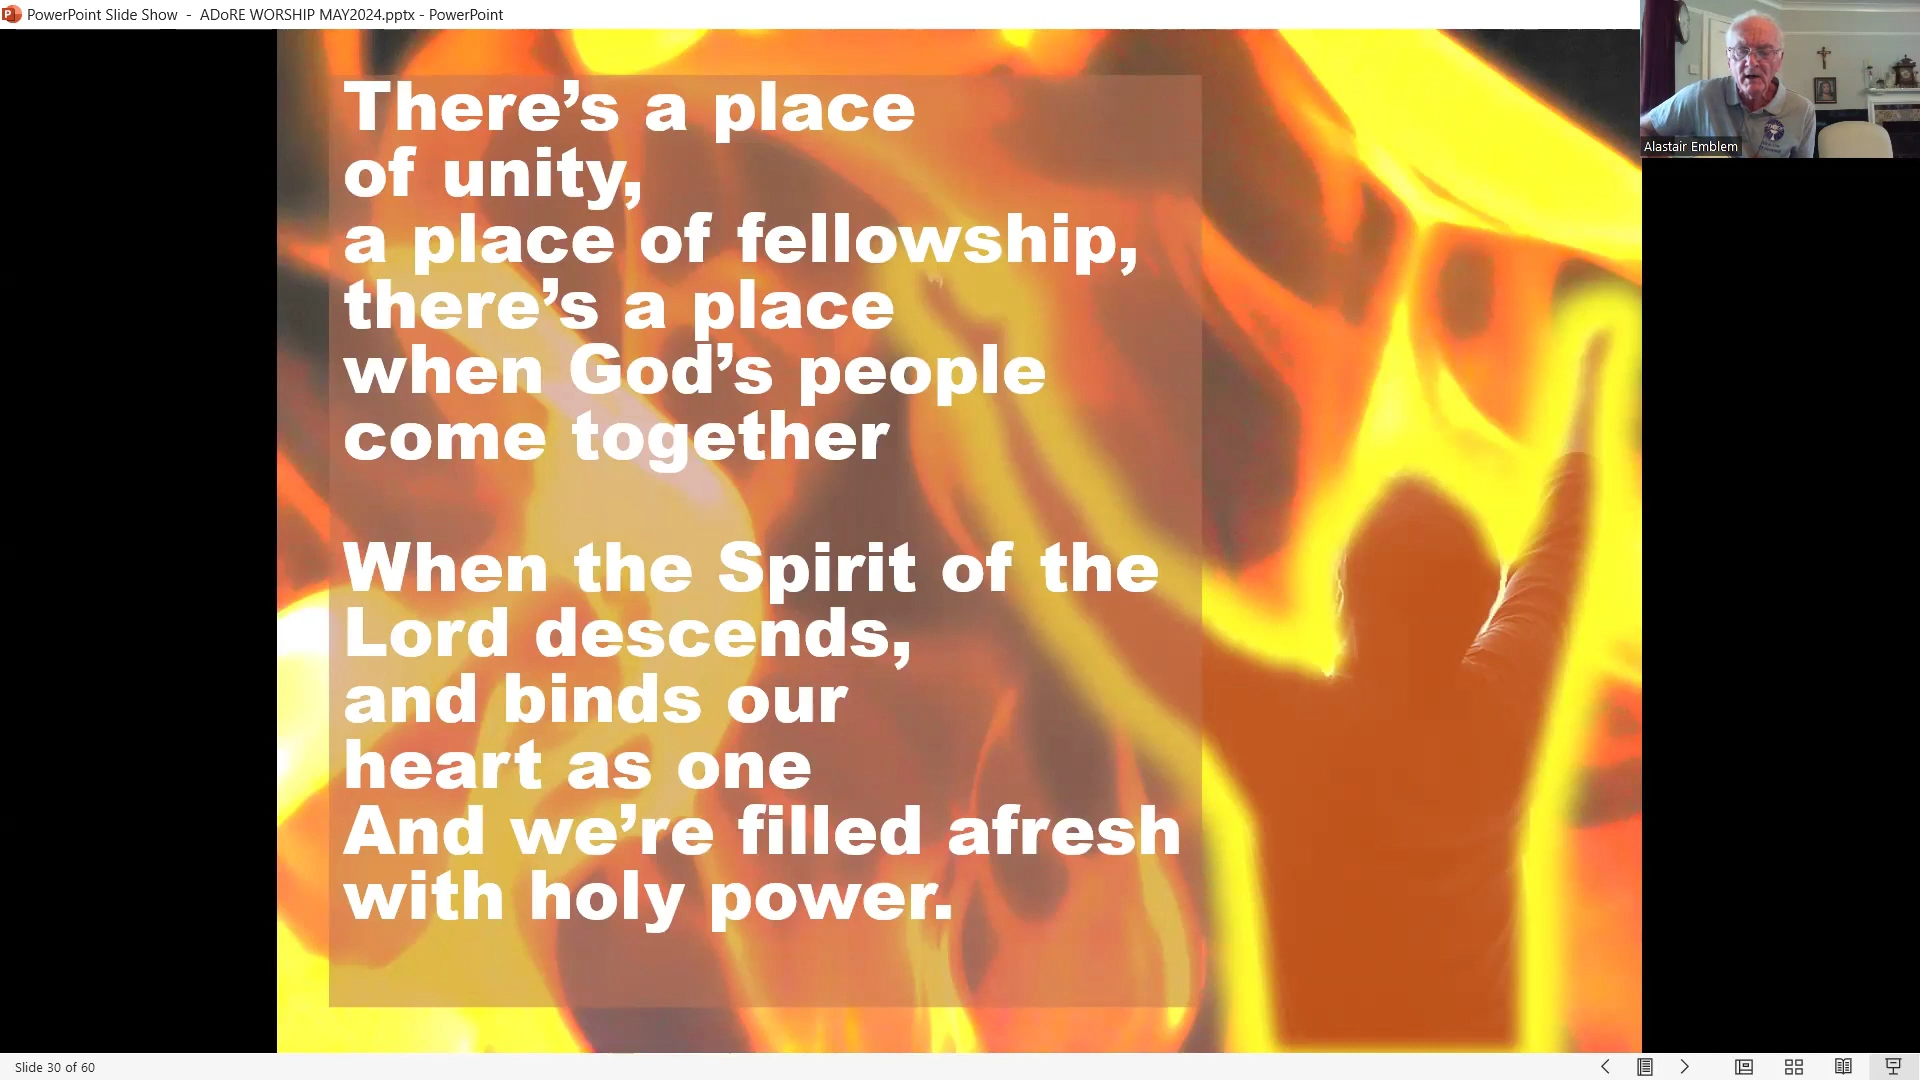 PowerPoint Slide Show - ADoRE WORSHIP MAY2024.pptx - PowerPoint
There’s a place
of unity,
a place of fellowship,
there’s a place
when God’s people
come together
When the Spirit of the
Lord descends,
and binds our
heart as one
And we’re filled afresh
with holy power.
Alastair Emblem
Slide 30 of 60